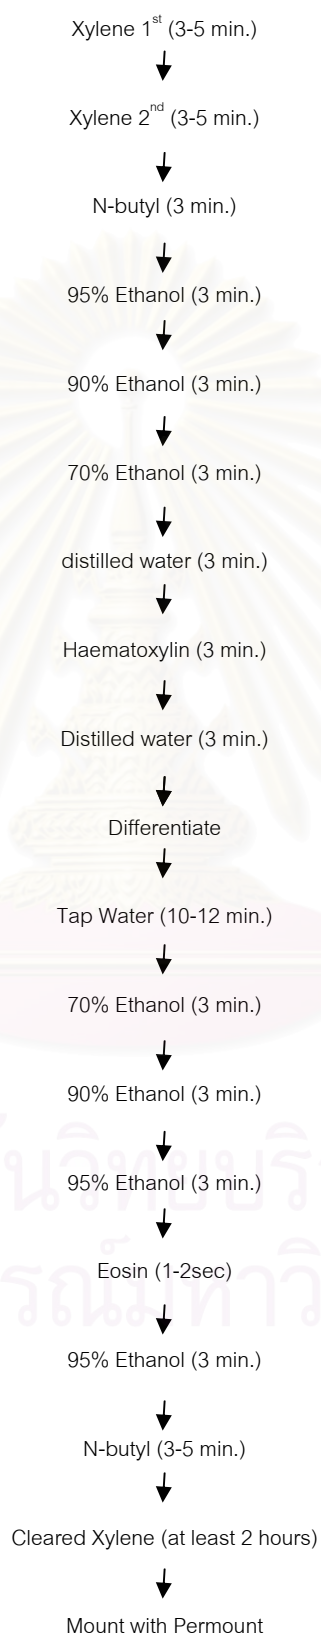 Xylene 1st (3-5 min.)
Xylene 2nd (3-5 min.)
N-butyl (3 min.)
95% Ethanol (3 min.)
90% Ethanol (3 min.)
70% Ethanol (3 min.)
distilled water (3 min.)
Haematoxylin (3 min.)
Distilled water (3 min.)
Differentiate
Tap Water (10-12 min.)
70% Ethanol (3 min.)
90% Ethanol (3 min.)
95% Ethanol (3 min.)
Eosin (1-2sec)
95% Ethanol (3 min.)
N-butyl (3-5 min.)
Cleared Xylene (at least 2 hours)
Mount with Permount